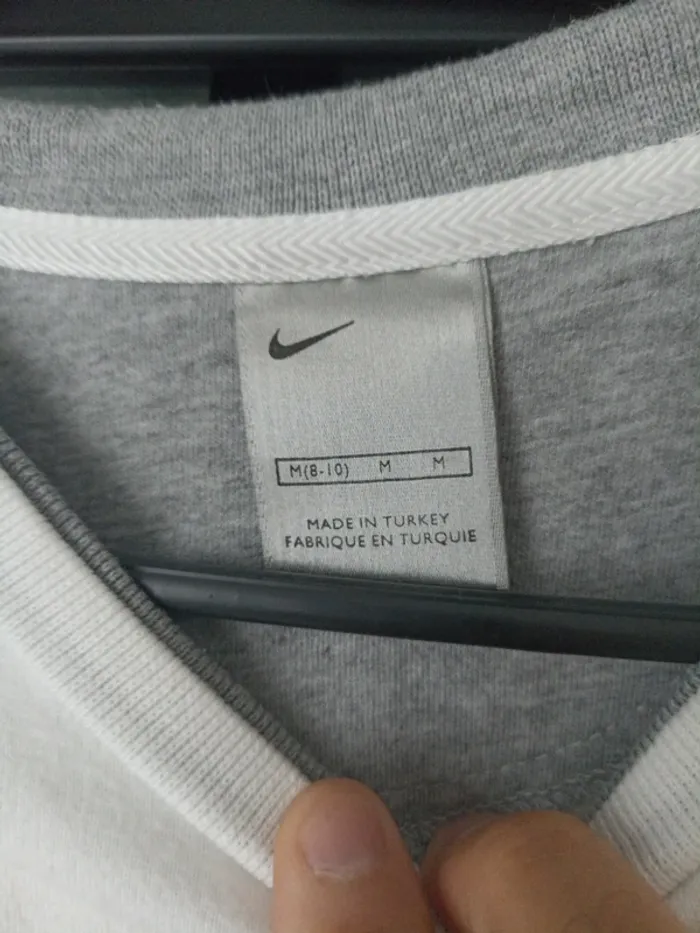 M(8-10) M M
MADE IN TURKEY
FABRIQUE EN TURQUIE